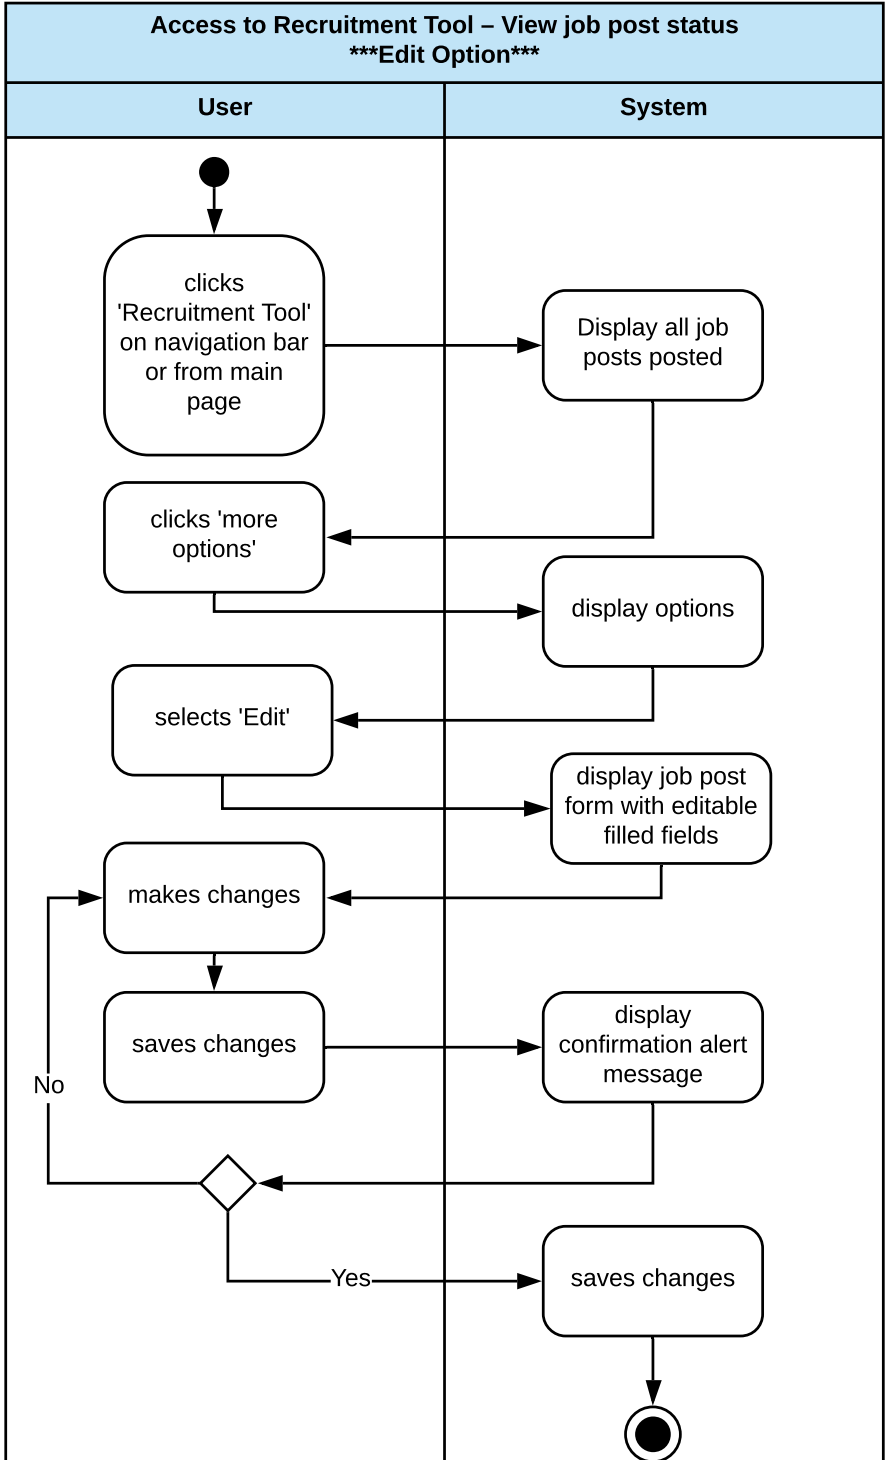 Access to Recruitment Tool – View job post status
***Edit Option***
User
System
clicks
'Recruitment Tool'
on navigation bar
or from main
page
Display all job
posts posted
clicks 'more
options'
display options
selects 'Edit'
display job post
form with editable
filled fields
makes changes
saves changes
display
confirmation alert
message
No
Yes
saves changes